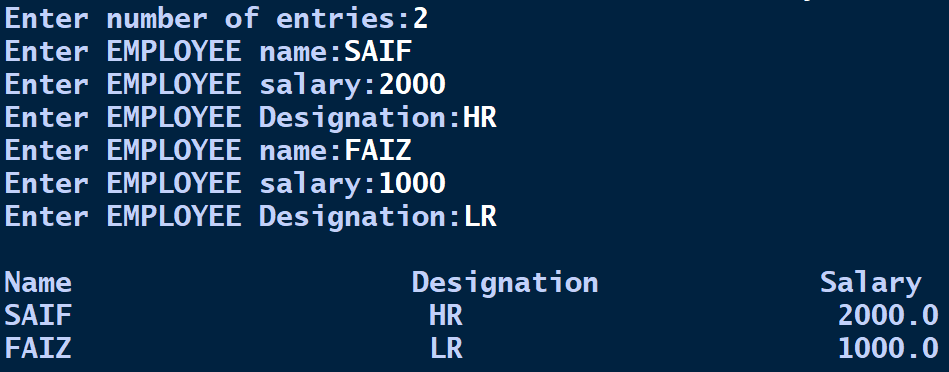 Enter number of entries:2
Enter EMPLOYEE name:SAIF
Enter EMPLOYEE salary:2000
Enter EMPLOYEE Designation:HR
Enter EMPLOYEE name:FAIZ
Enter EMPLOYEE salary:1000
Enter EMPLOYEE Designation:LR
Name Designation Salary
SAIF HR 2000.0
FAIZ LR 1000.0